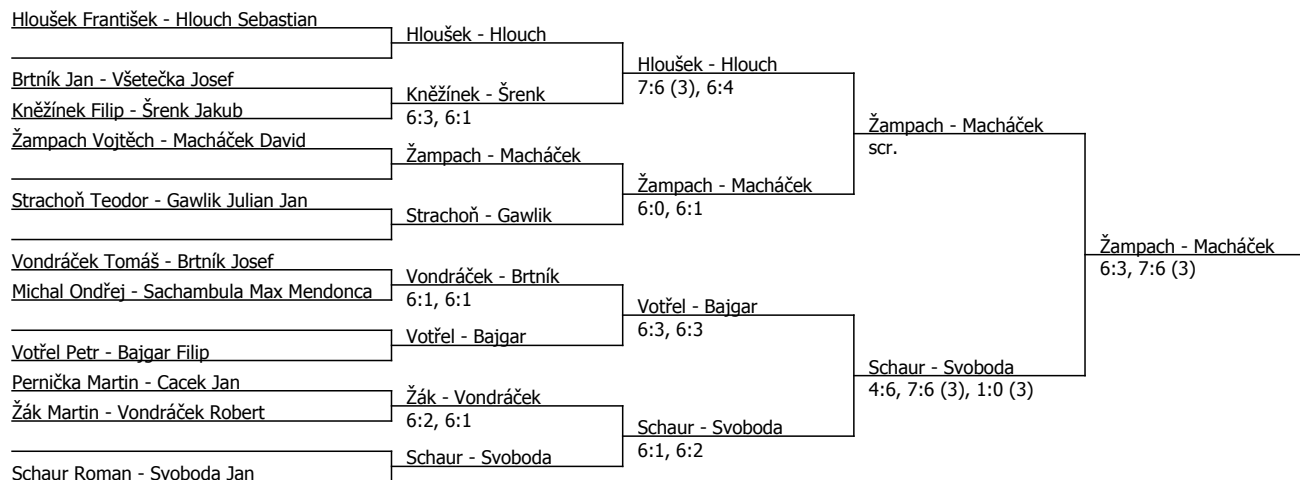 Hloušek František - Hlouch Sebastian
Brtník Jan - Všetečka Josef
Kněžínek Filip - Šrenk Jakub
Žampach Vojtěch - Macháček David
Strachoň Teodor - Gawlik Julian Jan
Vondráček Tomáš - Brtník Josef
Michal Ondřej - Sachambula Max Mendonca
Votřel Petr - Bajgar Filip
Pernička Martin - Cacek Jan
Žák Martin - Vondráček Robert
Schaur Roman - Svoboda Jan
Hloušek - Hlouch
Kněžínek - Šrenk
6:3, 6:1
Žampach - Macháček
Strachoň - Gawlik
Vondráček - Brtník
6:1, 6:1
Votřel - Bajgar
Žák - Vondráček
6:2, 6:1
Schaur - Svoboda
Hloušek - Hlouch
7:6 (3), 6:4
Žampach - Macháček
6:0, 6:1
Votřel - Bajgar
6:3, 6:3
Schaur - Svoboda
6:1, 6:2
Žampach - Macháček
scr.
Schaur - Svoboda
4:6, 7:6 (3), 1:0 (3)
Žampach - Macháček
6:3, 7:6 (3)